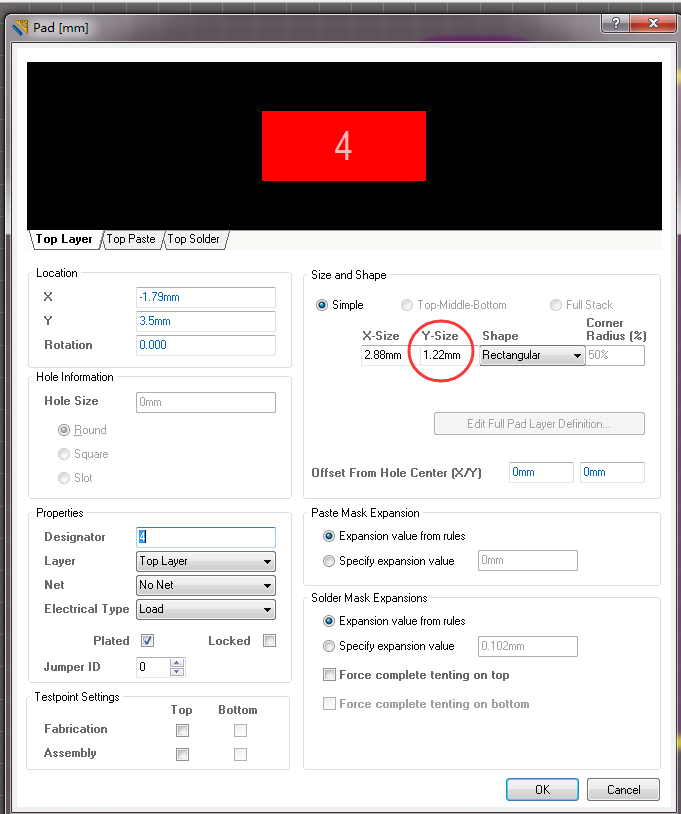 Pad [mm]
?
4
Top Layer
Top Paste
Top Solder
Location
X
-1.79mm
Y
3.5mm
Rotation
0.000
Hole Information
Hole Size
0mm
Round
Square
Slot
Properties
Designator
4
Layer
Top Layer
Net
No Net
Electrical Type
Load
Plated
Locked
Jumper ID
0
Testpoint Settings
Top
Bottom
Fabrication
Assembly
Size and Shape
Simple
Top-Middle-Bottom
Full Stack
X-Size
Y-Size
Shape
Corner
Radius (%)
2.88mm
1.22mm
Rectangular
50%
Edit Full Pad Layer Definition...
Offset From Hole Center (X/Y)
0mm
0mm
Paste Mask Expansion
Expansion value from rules
Specify expansion value
0mm
Solder Mask Expansions
Expansion value from rules
Specify expansion value
0.102mm
Force complete tenting on top
Force complete tenting on bottom
OK
Cancel